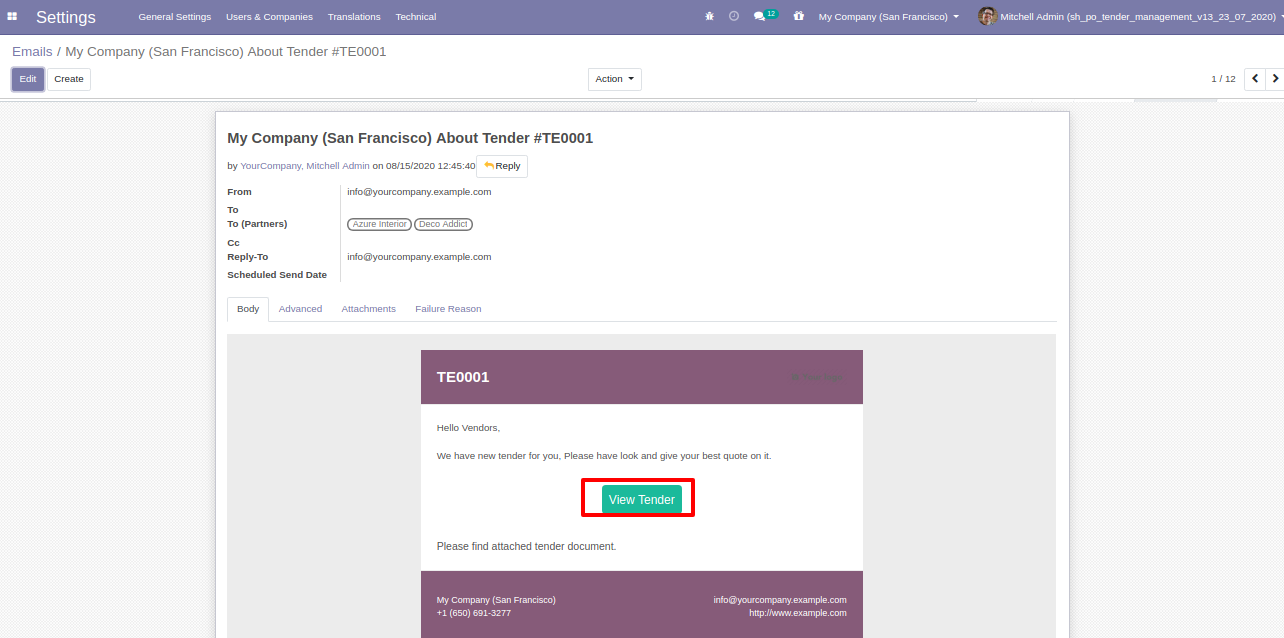 Settings General Settings Users & Companies Translations Technical 12 My Company (San Francisco) Mitchell Admin (sh_po_tender_management_v13_23_07_2020)
Emails / My Company (San Francisco) About Tender #TE0001
Edit Create Action 1 / 12
My Company (San Francisco) About Tender #TE0001
by YourCompany, Mitchell Admin on 08/15/2020 12:45:40 Reply
From info@yourcompany.example.com
To
To (Partners) Azure Interior Deco Addict
Cc
Reply-To info@yourcompany.example.com
Scheduled Send Date
Body Advanced Attachments Failure Reason
TE0001
Hello Vendors,
We have new tender for you, Please have look and give your best quote on it.
View Tender
Please find attached tender document.
My Company (San Francisco) info@yourcompany.example.com
+1 (650) 691-3277 http://www.example.com